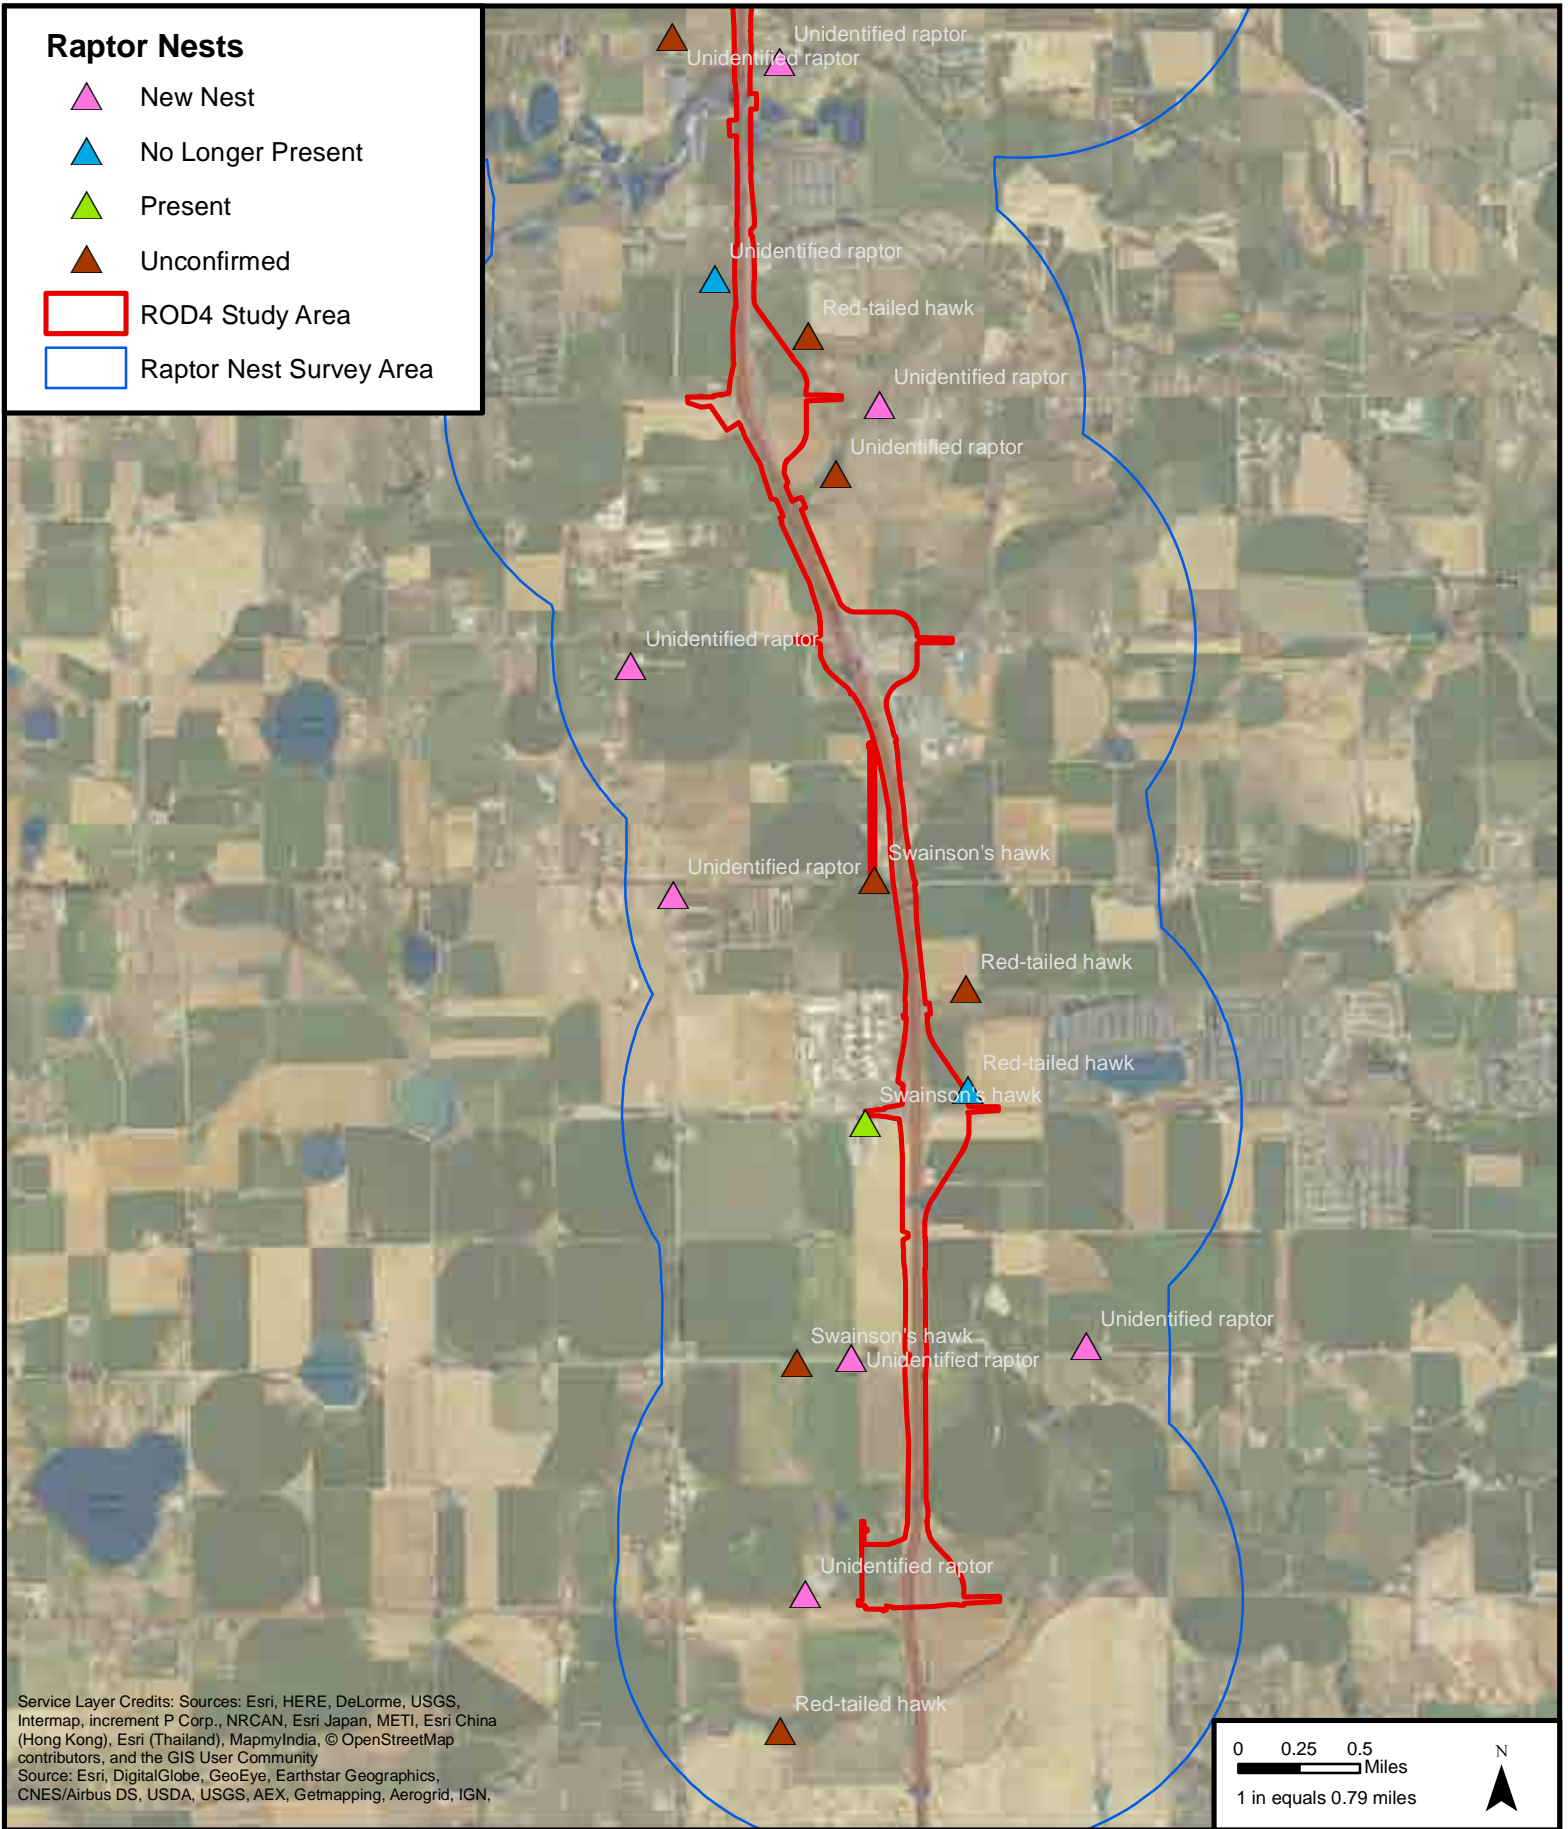 Raptor Nests
New Nest
No Longer Present
Present
Unconfirmed
ROD4 Study Area
Raptor Nest Survey Area
Unidentified raptor
Unidentified raptor
Unidentified raptor
Red-tailed hawk
Unidentified raptor
Unidentified raptor
Unidentified raptor
Swainson's hawk
Unidentified raptor
Red-tailed hawk
Red-tailed hawk
Swainson's hawk
Unidentified raptor
Swainson's hawk
Unidentified raptor
Unidentified raptor
Red-tailed hawk
Service Layer Credits: Sources: Esri, HERE, DeLorme, USGS,
Intermap, increment P Corp., NRCAN, Esri Japan, METI, Esri China
(Hong Kong), Esri (Thailand), MapmyIndia, © OpenStreetMap
contributors, and the GIS User Community
Source: Esri, DigitalGlobe, GeoEye, Earthstar Geographics,
CNES/Airbus DS, USDA, USGS, AEX, Getmapping, Aerogrid, IGN,
0 0.25 0.5
Miles
1 in equals 0.79 miles
N